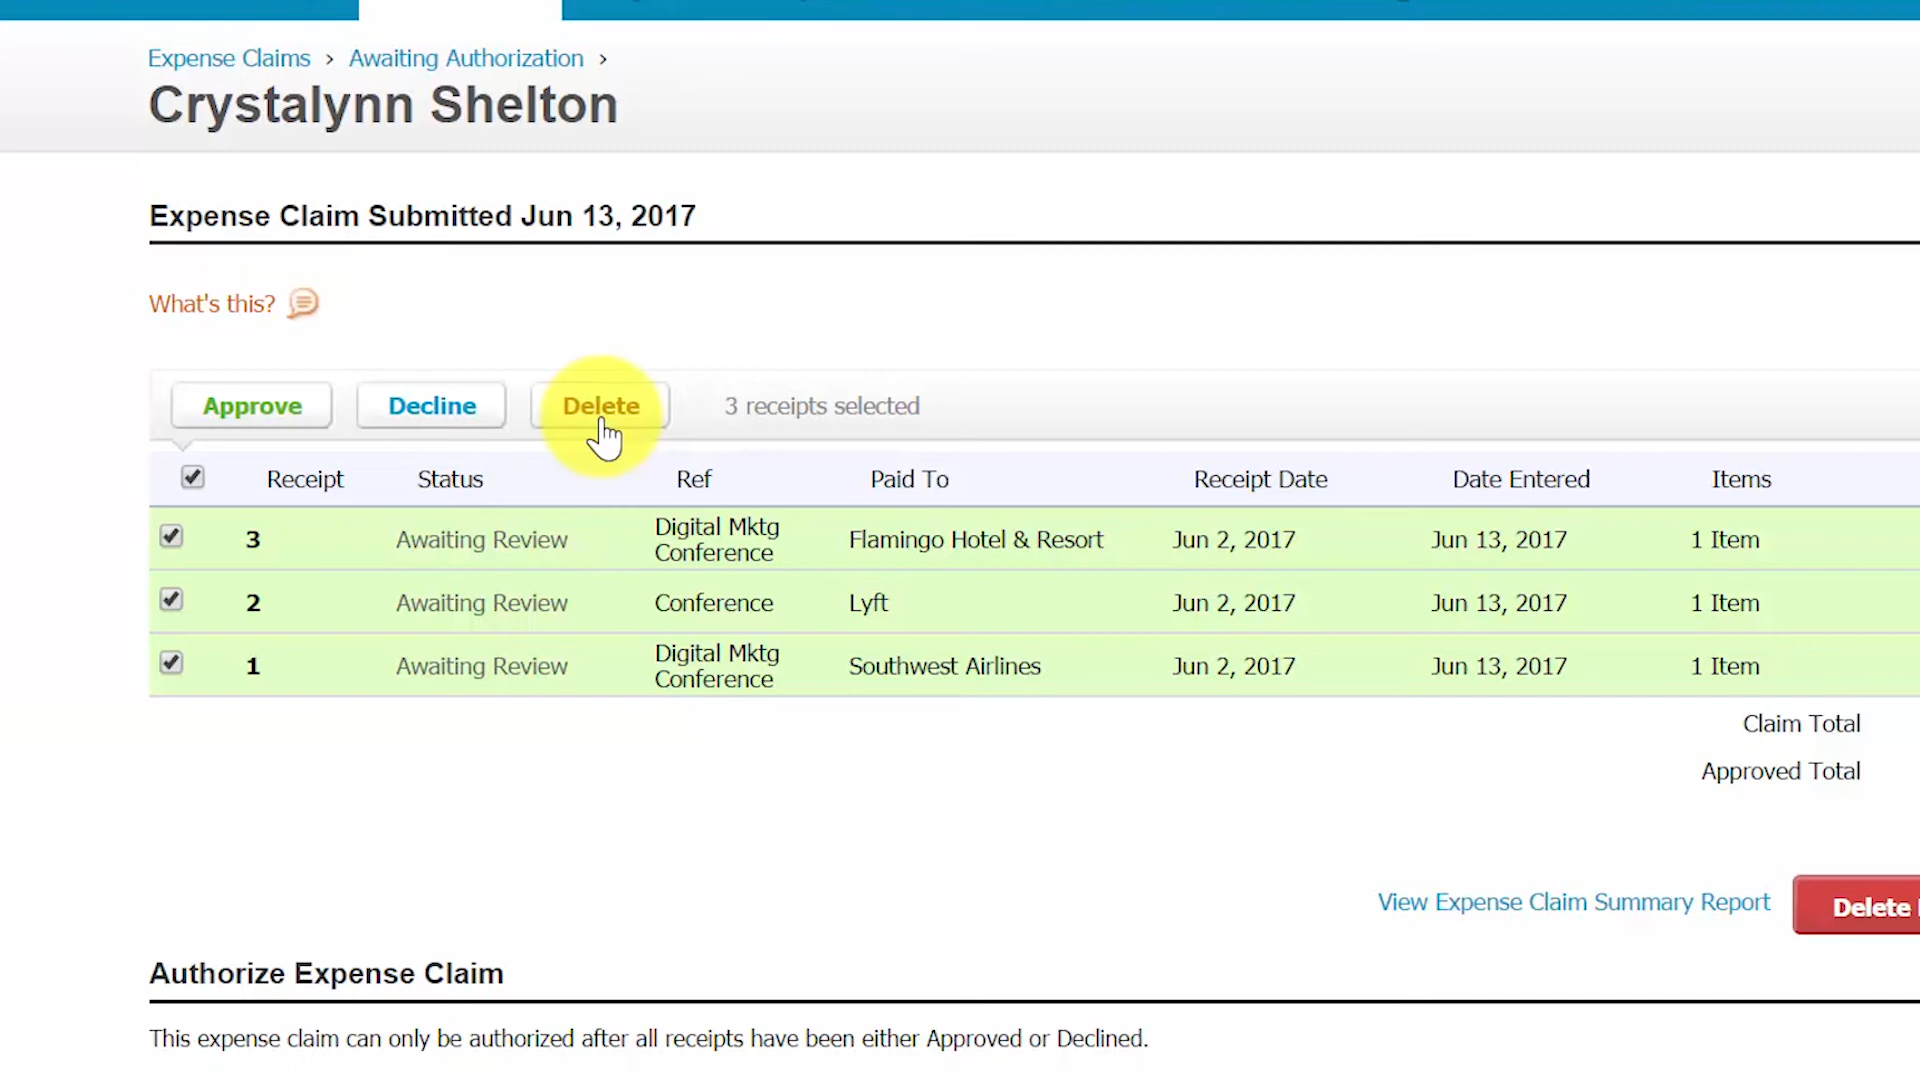 Expense Claims › Awaiting Authorization ›
Crystalynn Shelton
Expense Claim Submitted Jun 13, 2017
What's this?
Approve Decline Delete 3 receipts selected
Receipt Status Ref Paid To Receipt Date Date Entered Items
3 Awaiting Review Digital Mktg Conference Flamingo Hotel & Resort Jun 2, 2017 Jun 13, 2017 1 Item
2 Awaiting Review Conference Lyft Jun 2, 2017 Jun 13, 2017 1 Item
1 Awaiting Review Digital Mktg Conference Southwest Airlines Jun 2, 2017 Jun 13, 2017 1 Item
Claim Total
Approved Total
View Expense Claim Summary Report Delete
Authorize Expense Claim
This expense claim can only be authorized after all receipts have been either Approved or Declined.